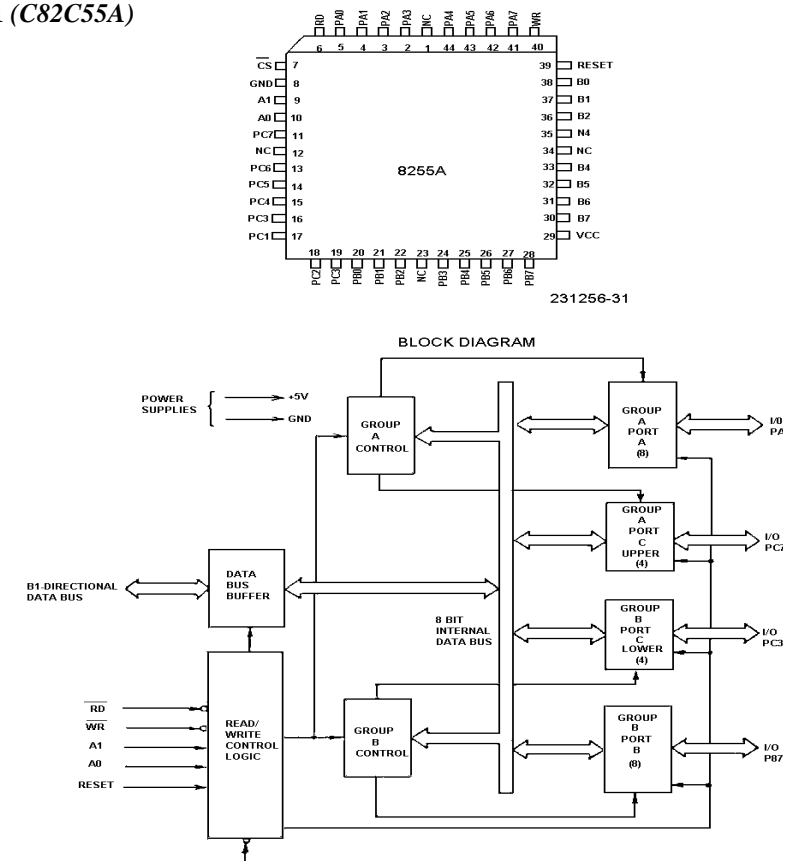 (C82C55A)
RD PA0 PA1 PA2 PA3 NC PA4 PA5 PA6 PA7 WR
6 5 4 3 2 1 44 43 42 41 40
CS 7
GND 8
A1 9
A0 10
PC7 11
NC 12
PC6 13
PC5 14
PC4 15
PC3 16
PC1 17
39 RESET
38 B0
37 B1
36 B2
35 N4
34 NC
33 B4
32 B5
31 B6
30 B7
29 VCC
8255A
18 19 20 21 22 23 24 25 26 27 28
PC2 PC3 PB0 PB1 PB2 NC PB3 PB4 PB5 PB6 PB7
231256-31
BLOCK DIAGRAM
POWER
SUPPLIES
+5V
GND
GROUP
A
CONTROL
GROUP
A
PORT
A
(8)
I/0
PA
GROUP
A
PORT
C
UPPER
(4)
I/O
PC7
B1-DIRECTIONAL
DATA BUS
DATA
BUS
BUFFER
8 BIT
INTERNAL
DATA BUS
GROUP
B
PORT
C
LOWER
(4)
I/O
PC3
RD
WR
A1
A0
RESET
READ/
WRITE
CONTROL
LOGIC
GROUP
B
CONTROL
GROUP
B
PORT
B
(8)
I/O
P87